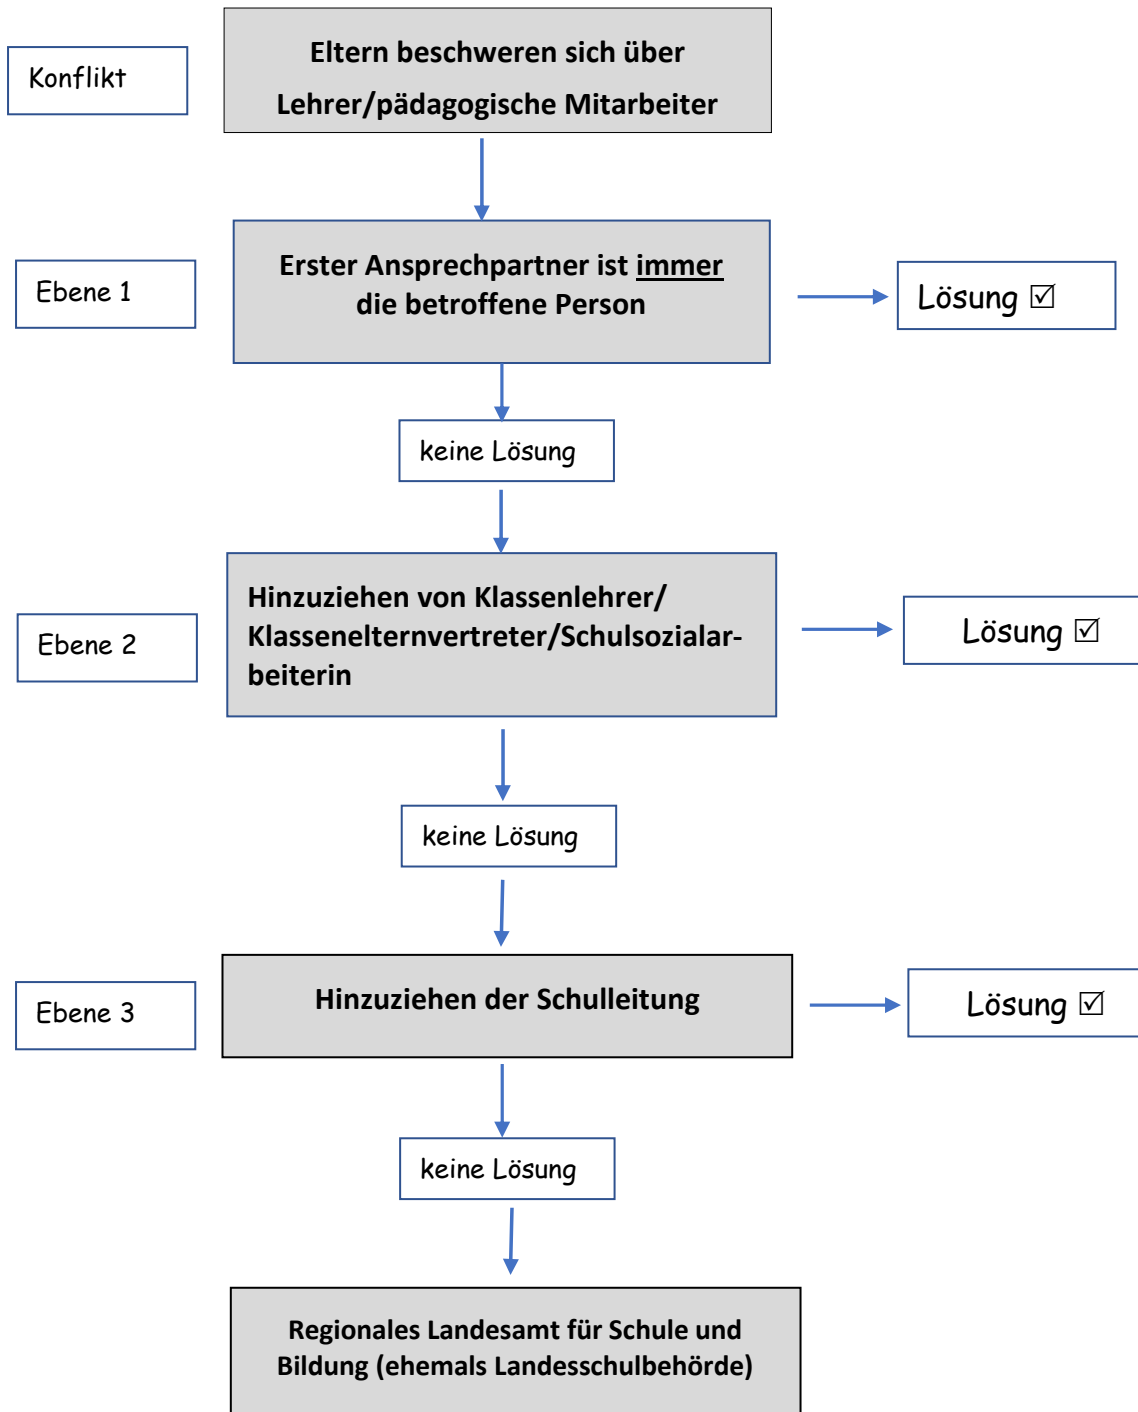 Konflikt
Eltern beschweren sich über
Lehrer/pädagogische Mitarbeiter
Ebene 1
Erster Ansprechpartner ist immer
die betroffene Person
Lösung ☑
keine Lösung
Ebene 2
Hinzuziehen von Klassenlehrer/
Klassenelternvertreter/Schulsozialar-
beiterin
Lösung ☑
keine Lösung
Ebene 3
Hinzuziehen der Schulleitung
Lösung ☑
keine Lösung
Regionales Landesamt für Schule und
Bildung (ehemals Landesschulbehörde)